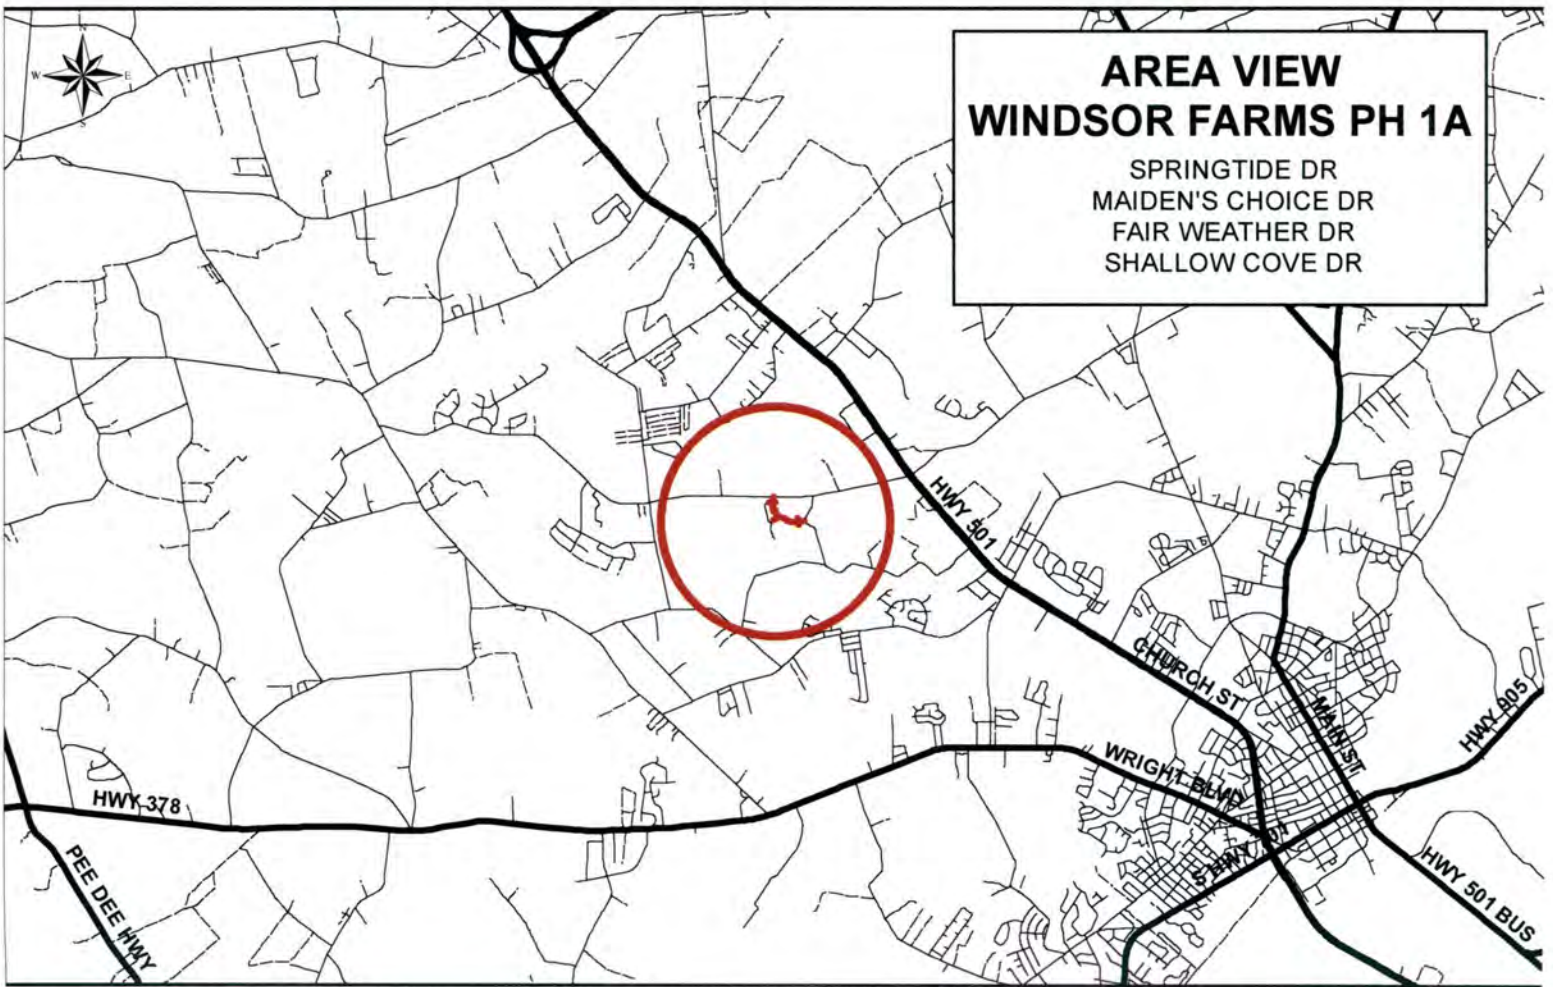 N
W E
S
AREA VIEW
WINDSOR FARMS PH 1A
SPRINGTIDE DR
MAIDEN'S CHOICE DR
FAIR WEATHER DR
SHALLOW COVE DR
HWY 501
CHURCH ST
MAIN ST
HWY 905
WRIGHT BLVD
HWY 378
S HWY
PEE DEE HWY
HWY 501 BUS